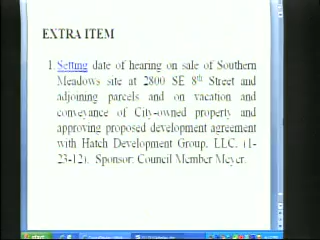 EXTRA ITEM
1. Setting date of hearing on sale of Southern
Meadows site at 2800 SE 8th Street and
adjoining parcels and on vacation and
conveyance of City-owned property and
approving proposed development agreement
with Hatch Development Group, LLC. (1-
23-12). Sponsor: Council Member Meyer.
start